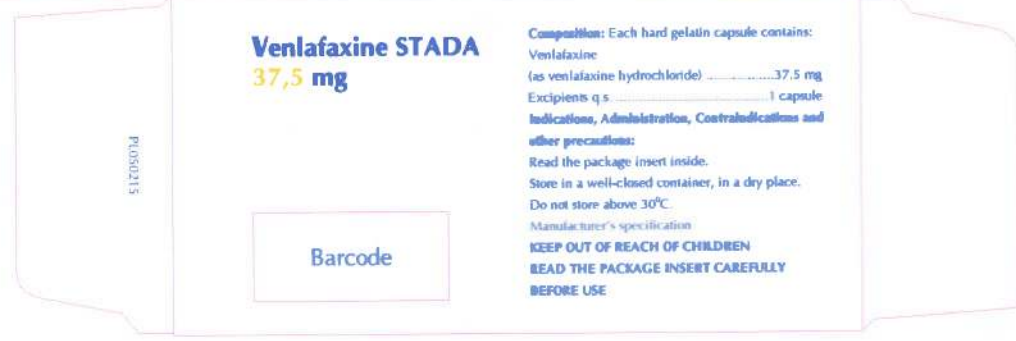 PL050215
Venlafaxine STADA
37,5 mg
Barcode
Composition: Each hard gelatin capsule contains:
Venlafaxine
(as venlafaxine hydrochloride) ..................37.5 mg
Excipients q.s..........................................1 capsule
Indications, Administration, Contraindications and
other precautions:
Read the package insert inside.
Store in a well-closed container, in a dry place.
Do not store above 30⁰C.
Manufacturer's specification
KEEP OUT OF REACH OF CHILDREN
READ THE PACKAGE INSERT CAREFULLY
BEFORE USE